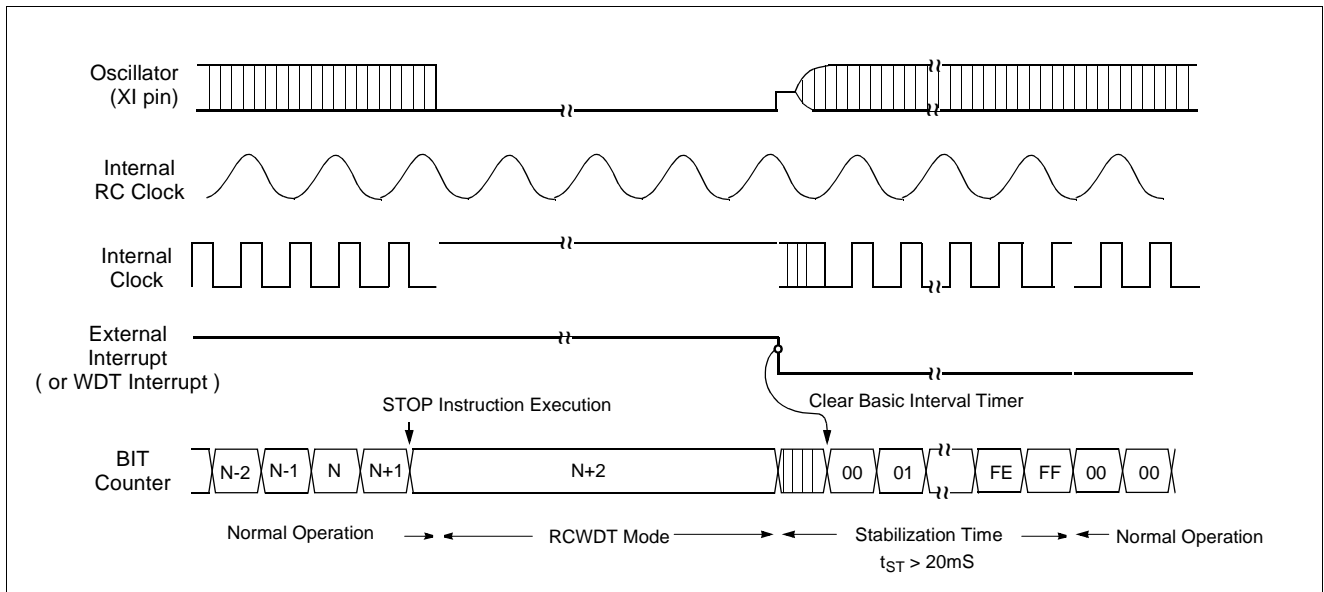 Oscillator
(XI pin)
Internal
RC Clock
Internal
Clock
External
Interrupt
( or WDT Interrupt )
STOP Instruction Execution
Clear Basic Interval Timer
BIT
Counter
N-2 N-1 N N+1 N+2 00 01 FE FF 00 00
Normal Operation RCWDT Mode Stabilization Time Normal Operation
tST > 20mS